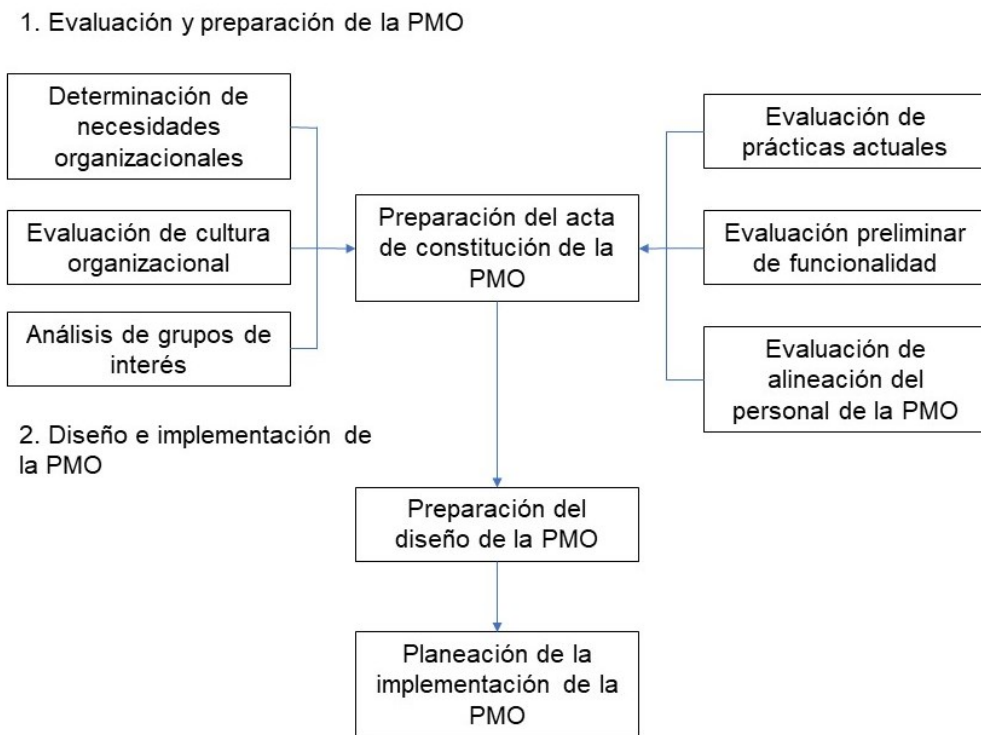 1. Evaluación y preparación de la PMO
Determinación de
necesidades
organizacionales
Evaluación de cultura
organizacional
Análisis de grupos de
interés
Preparación del acta
de constitución de la
PMO
Evaluación de
prácticas actuales
Evaluación preliminar
de funcionalidad
Evaluación de
alineación del
personal de la PMO
2. Diseño e implementación de
la PMO
Preparación del
diseño de la PMO
Planeación de la
implementación de la
PMO